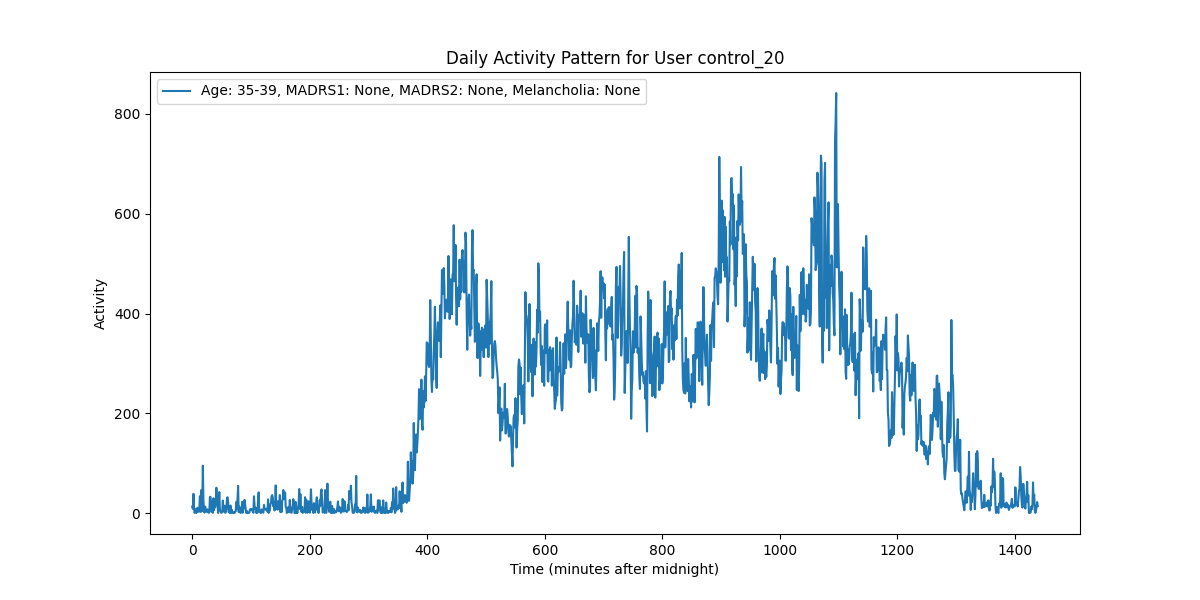 Daily Activity Pattern for User control_20
Age: 35-39, MADRS1: None, MADRS2: None, Melancholia: None
Activity
800
600
400
200
0
0 200 400 600 800 1000 1200 1400
Time (minutes after midnight)